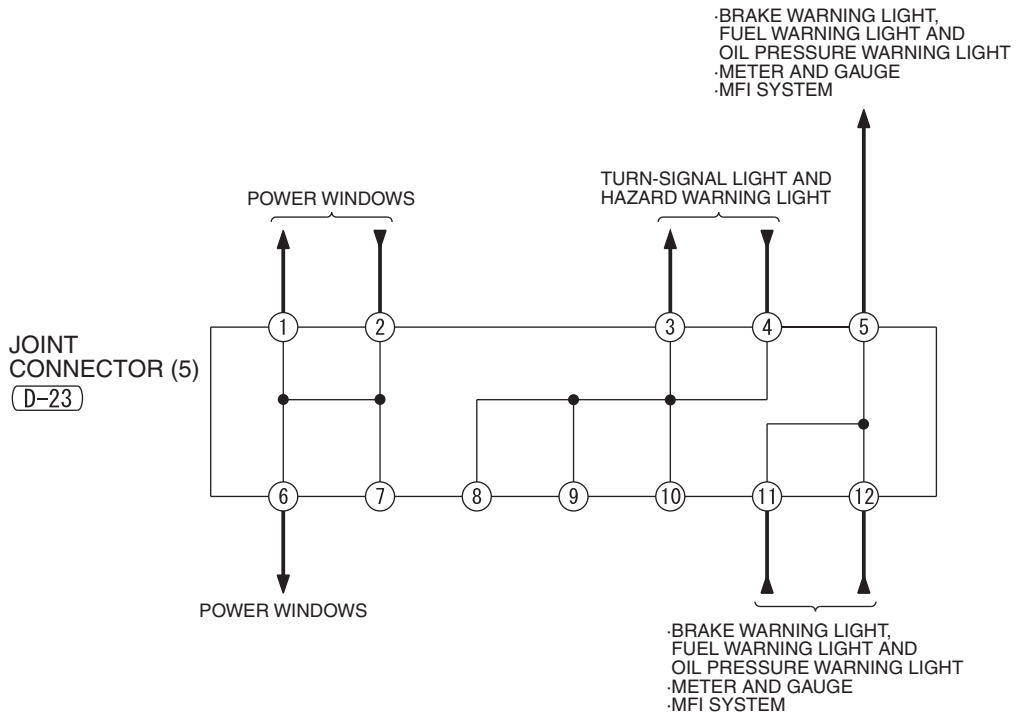 ·BRAKE WARNING LIGHT,
FUEL WARNING LIGHT AND
OIL PRESSURE WARNING LIGHT
·METER AND GAUGE
·MFI SYSTEM
TURN-SIGNAL LIGHT AND
HAZARD WARNING LIGHT
POWER WINDOWS
1 2 3 4 5
JOINT
CONNECTOR (5)
D-23
6 7 8 9 10 11 12
POWER WINDOWS
·BRAKE WARNING LIGHT,
FUEL WARNING LIGHT AND
OIL PRESSURE WARNING LIGHT
·METER AND GAUGE
·MFI SYSTEM